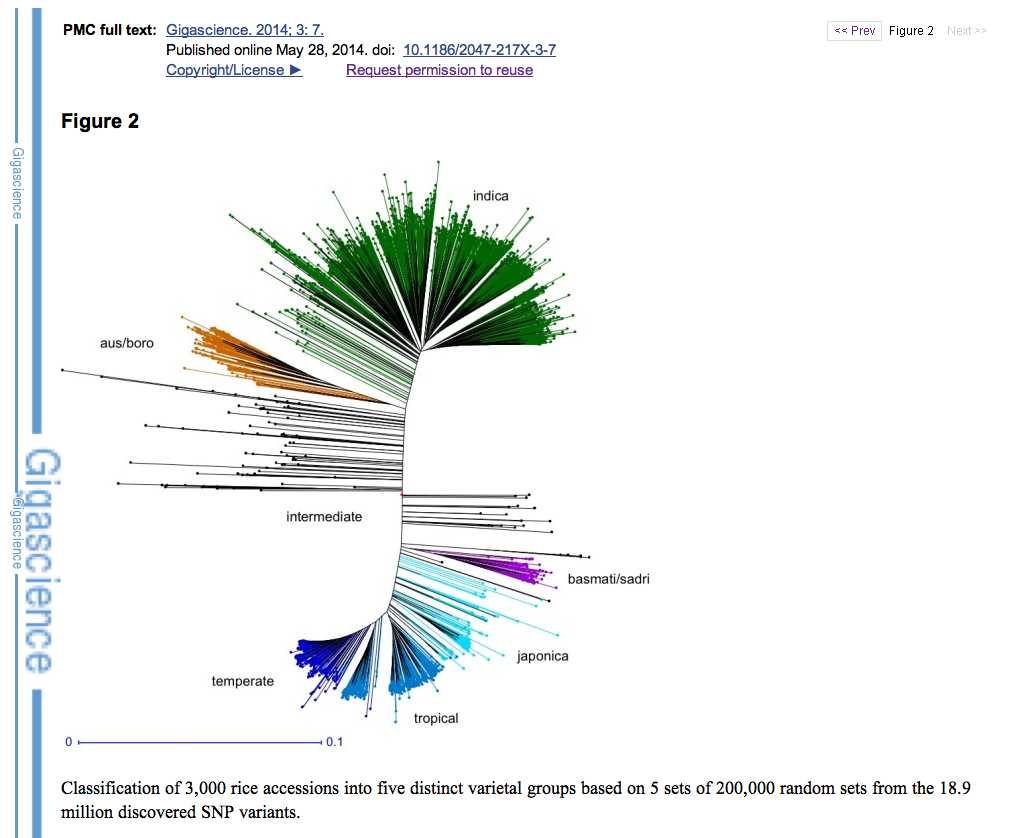 PMC full text: Gigascience. 2014; 3: 7.
Published online May 28, 2014. doi: 10.1186/2047-217X-3-7
Copyright/License ▶ Request permission to reuse
<< Prev Figure 2 Next >>
Figure 2
Gigascience
Gigascience
Gigascience
indica
aus/boro
intermediate
basmati/sadri
japonica
temperate
tropical
0 0.1
Classification of 3,000 rice accessions into five distinct varietal groups based on 5 sets of 200,000 random sets from the 18.9
million discovered SNP variants.